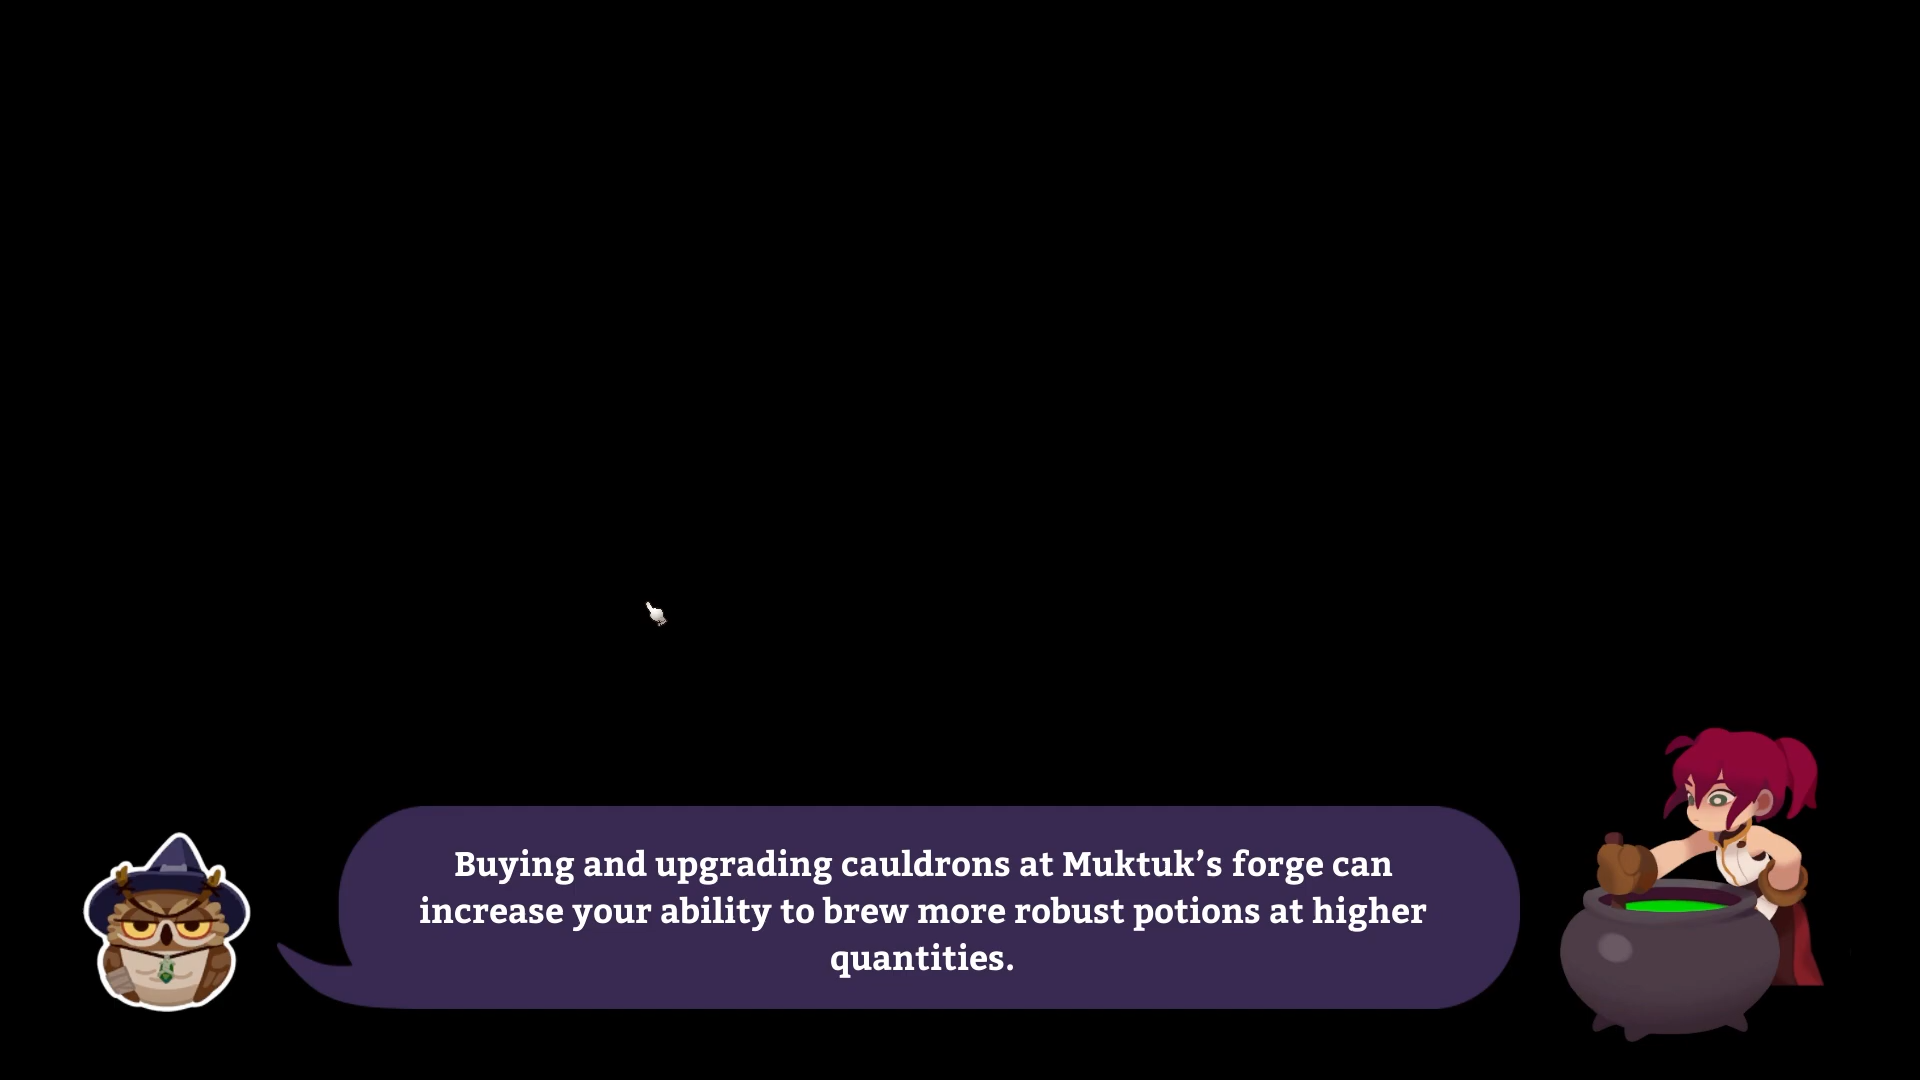 Buying and upgrading cauldrons at Muktuk’s forge can
increase your ability to brew more robust potions at higher
quantities.